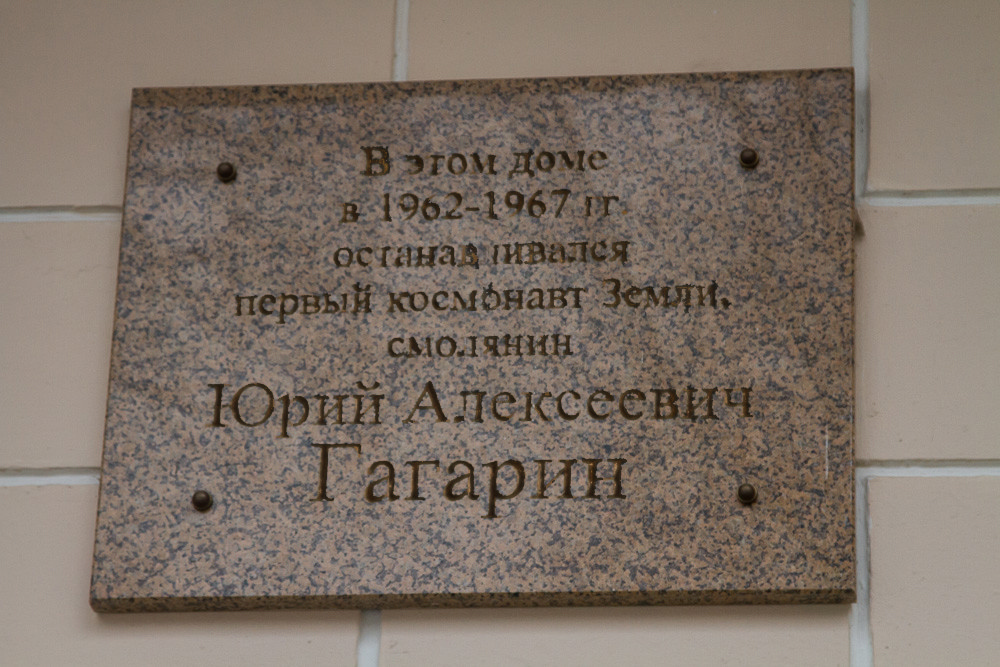 В этом доме
в 1962-1967 гг
останавливался
первый космонавт Земли,
смолянин
Юрий Алексеевич
Гагарин